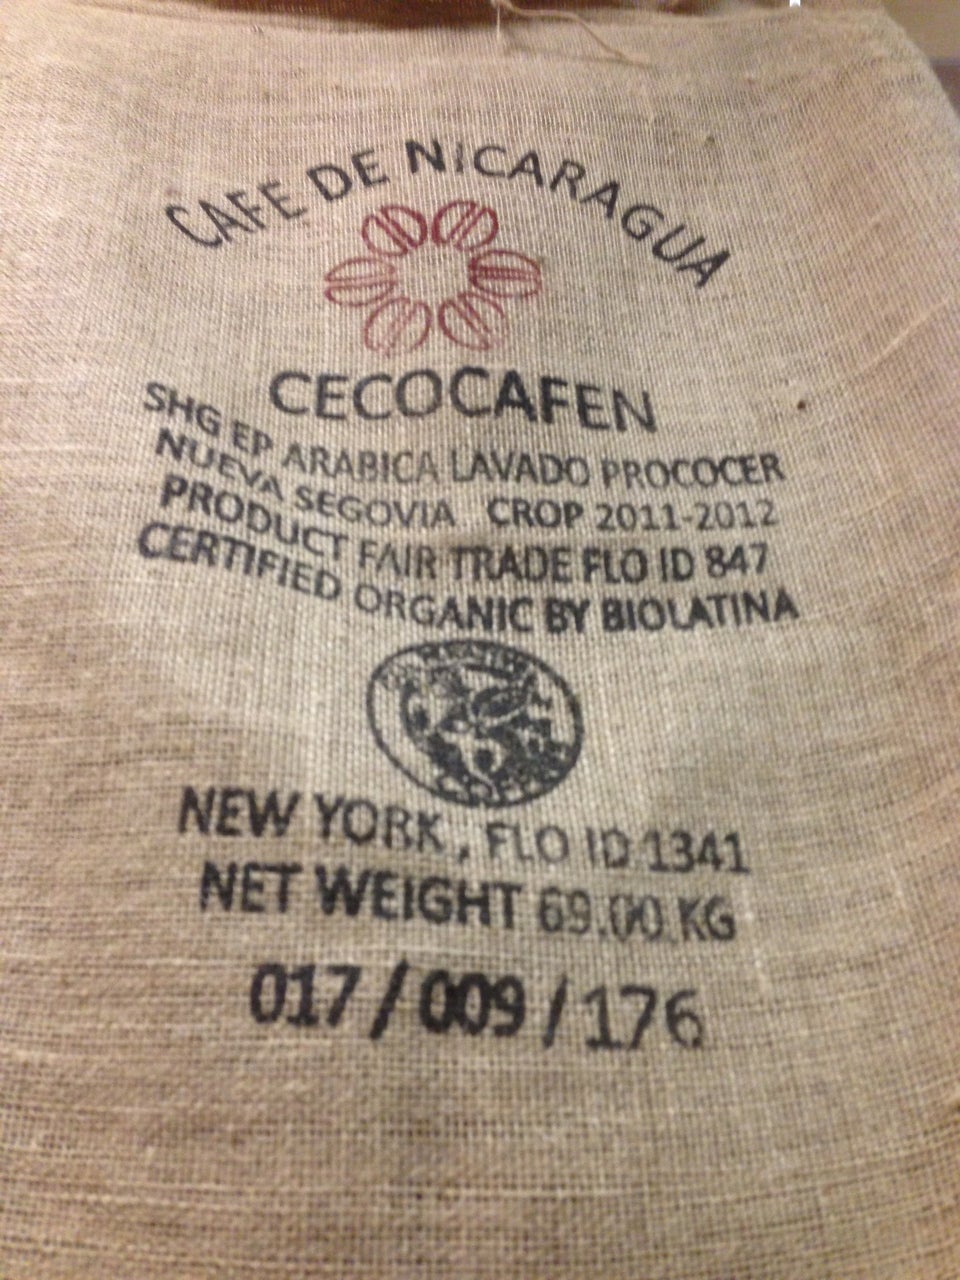 CAFE DE NICARAGUA
CECOCAFEN
SHG EP ARABICA LAVADO PROCOCER
NUEVA SEGOVIA CROP 2011-2012
PRODUCT FAIR TRADE FLO ID 847
CERTIFIED ORGANIC BY BIOLATINA
NEW YORK, FLO ID 1341
NET WEIGHT 69.00 KG
017/009/176